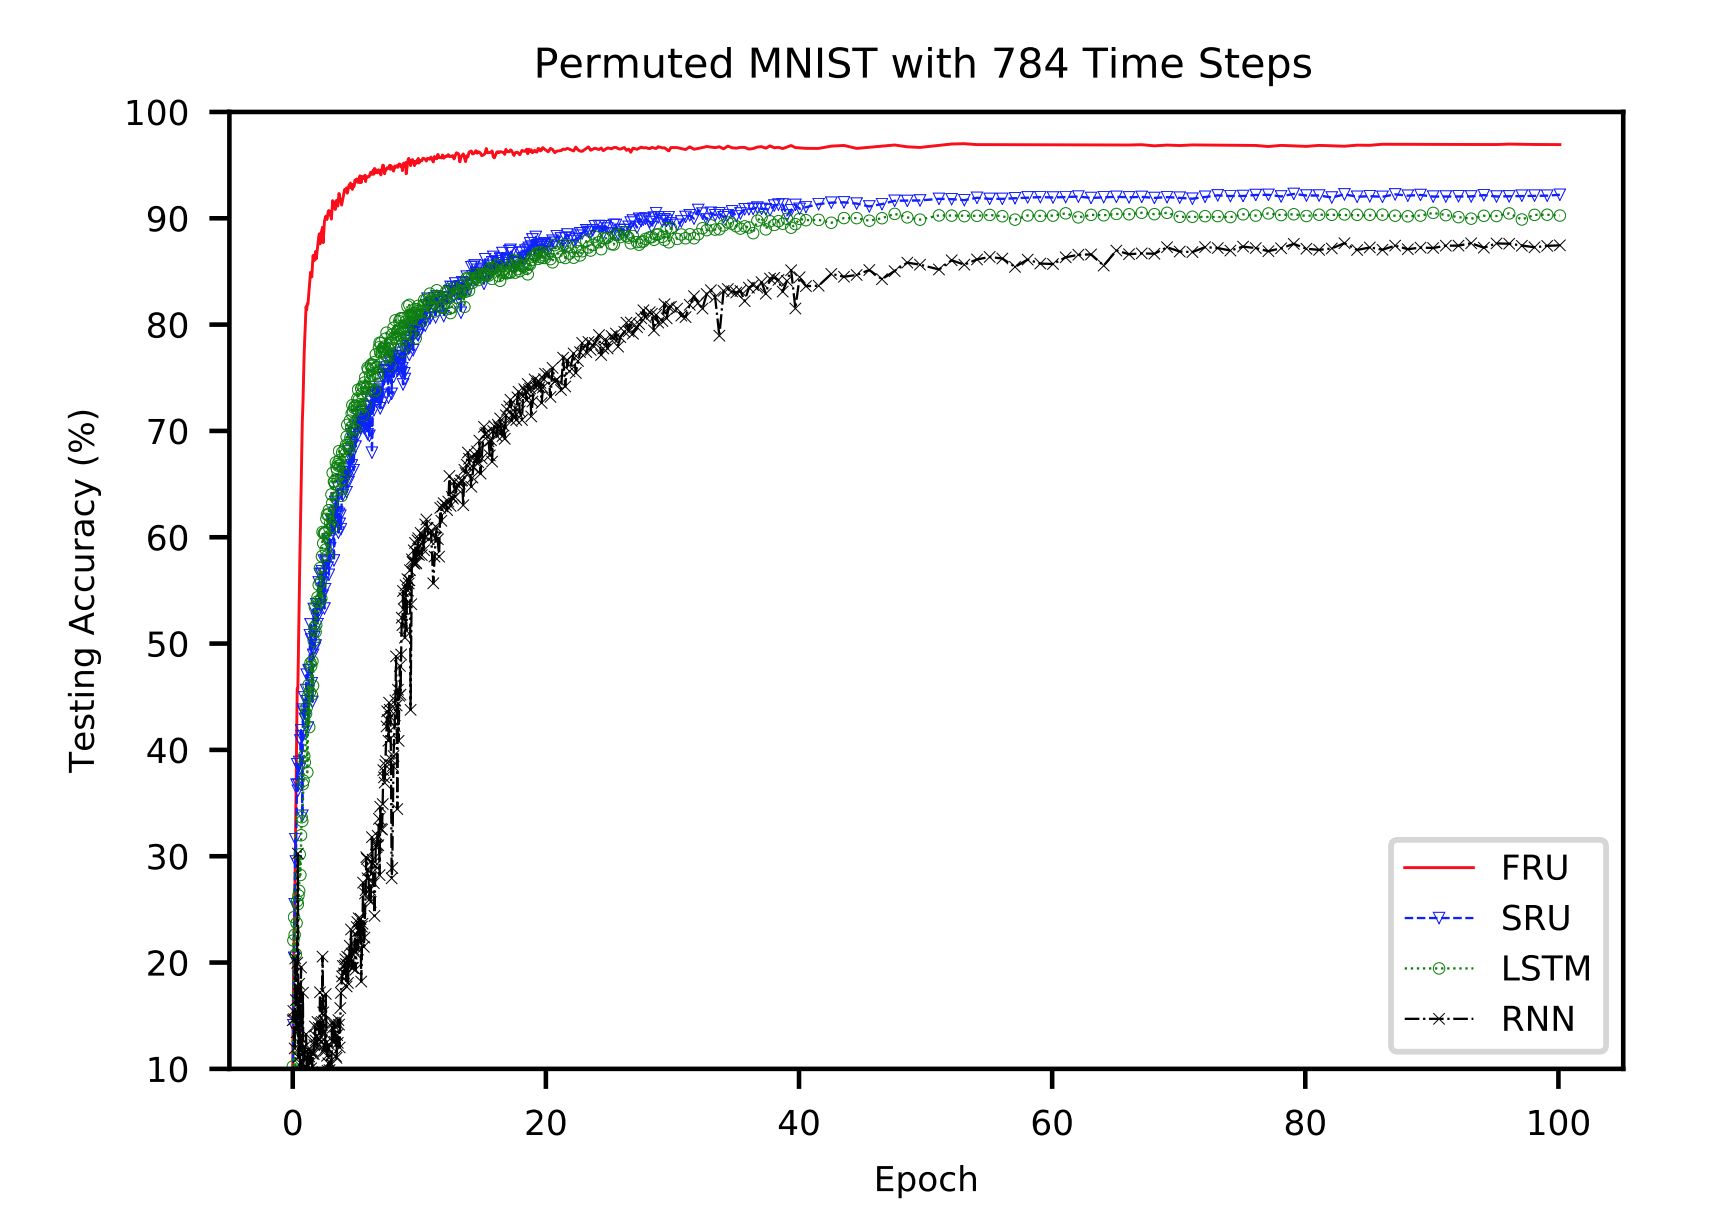 Permuted MNIST with 784 Time Steps
100
90
80
70
60
50
40
30
20
10
Testing Accuracy (%)
FRU
SRU
LSTM
RNN
0 20 40 60 80 100
Epoch